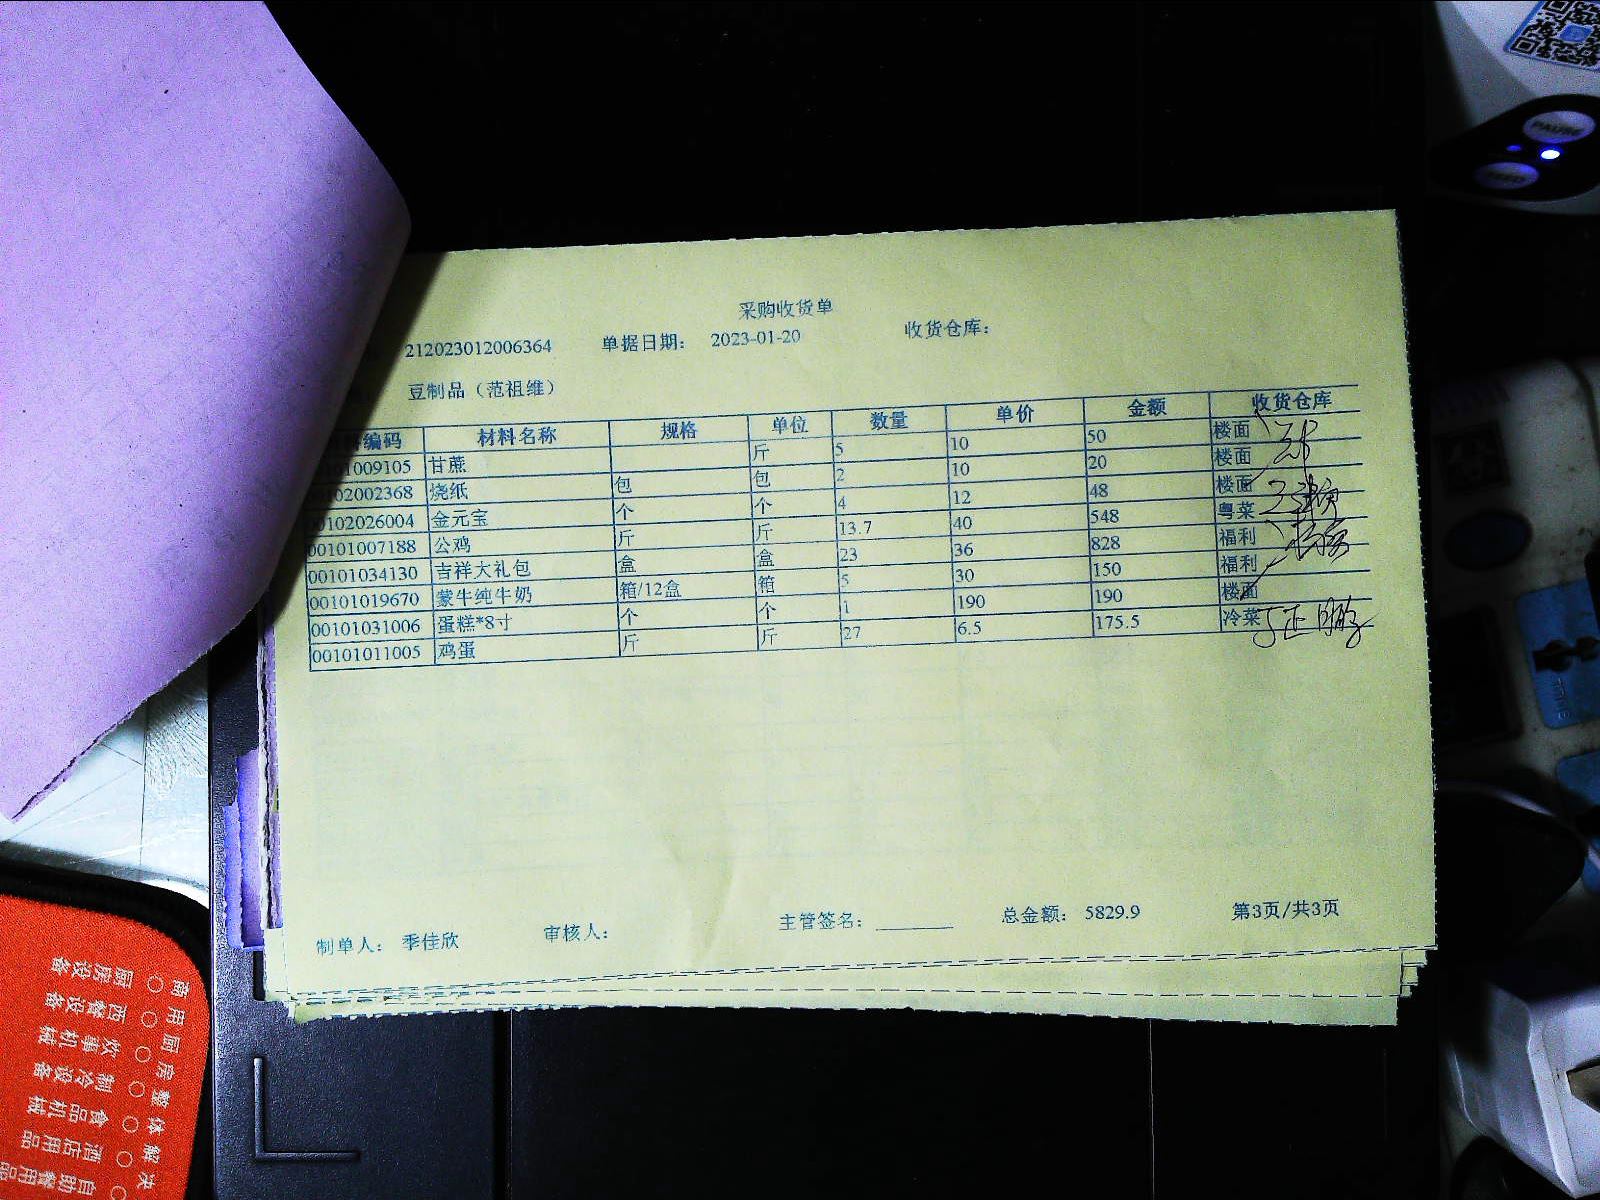 采购收货单
212023012006364 单据日期： 2023-01-20 收货仓库：
豆制品（范祖维）
编码 材料名称 规格 单位 数量 单价 金额 收货仓库
01009105 甘蔗 斤 5 10 50 楼面
0102002368 烧纸 包 包 2 10 20 楼面
00102026004 金元宝 个 个 4 12 48 楼面
00101007188 公鸡 斤 斤 13.7 40 548 粤菜
00101034130 吉祥大礼包 盒 盒 23 36 828 福利
00101019670 蒙牛纯牛奶 箱/12盒 箱 5 30 150 福利
00101031006 蛋糕*8寸 个 个 1 190 190 楼面
00101011005 鸡蛋 斤 斤 27 6.5 175.5 冷菜
制单人： 季佳欣 审核人： 主管签名： 总金额： 5829.9 第3页/共3页
商用厨房整体解决
○ 厨房设备
○ 西餐设备
○ 炊事机械
○ 制冷设备
○ 食品机械
○ 酒店用品
○ 自助餐用品
PAUSE